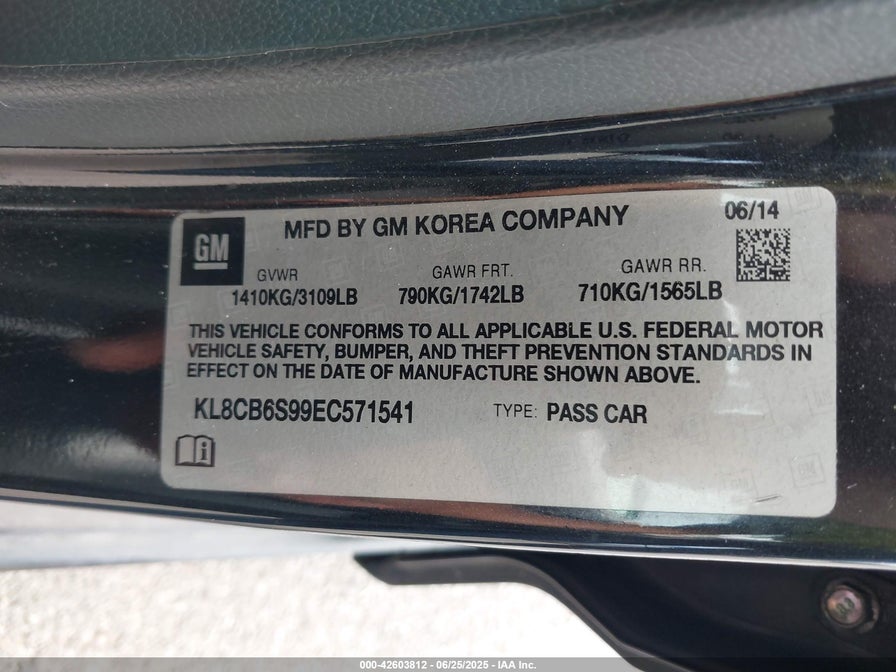 MFD BY GM KOREA COMPANY
06/14
GM
GVWR GAWR FRT. GAWR RR.
1410KG/3109LB 790KG/1742LB 710KG/1565LB
THIS VEHICLE CONFORMS TO ALL APPLICABLE U.S. FEDERAL MOTOR
VEHICLE SAFETY, BUMPER, AND THEFT PREVENTION STANDARDS IN
EFFECT ON THE DATE OF MANUFACTURE SHOWN ABOVE.
KL8CB6S99EC571541 TYPE: PASS CAR
GM
000-42603812 - 06/25/2025 - IAA Inc.